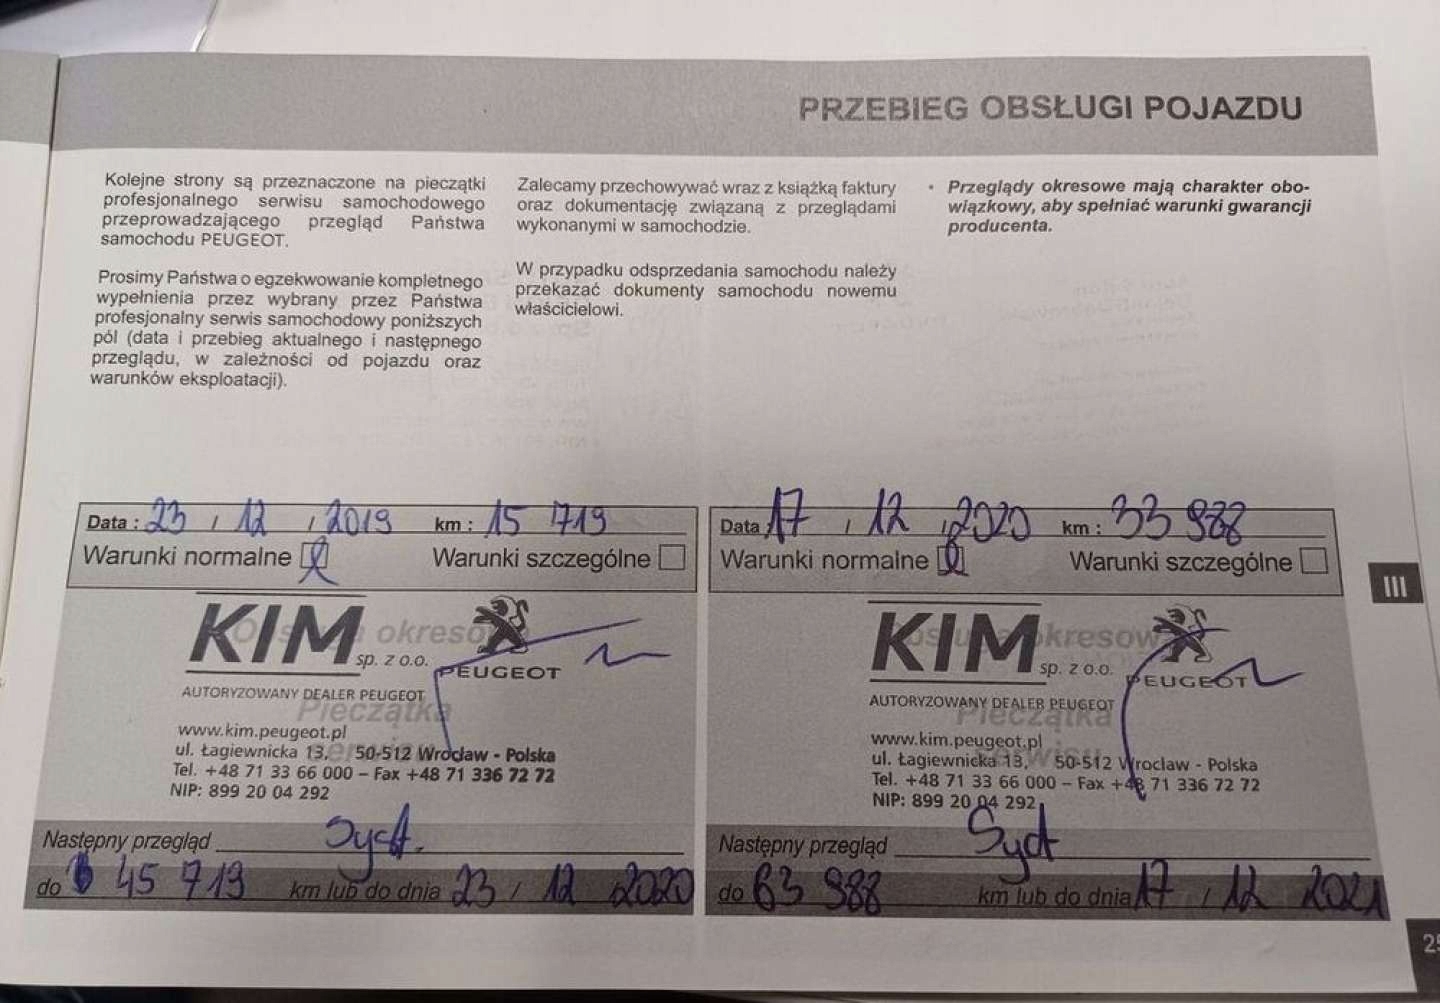 PRZEBIEG OBSŁUGI POJAZDU
Kolejne strony są przeznaczone na pieczątki
profesjonalnego serwisu samochodowego
przeprowadzającego przegląd Państwa
samochodu PEUGEOT.
Prosimy Państwa o egzekwowanie kompletnego
wypełnienia przez wybrany przez Państwa
profesjonalny serwis samochodowy poniższych
pól (data i przebieg aktualnego i następnego
przeglądu, w zależności od pojazdu oraz
warunków eksploatacji).
Zalecamy przechowywać wraz z książką faktury
oraz dokumentację związaną z przeglądami
wykonanymi w samochodzie.
W przypadku odsprzedania samochodu należy
przekazać dokumenty samochodu nowemu
właścicielowi.
• Przeglądy okresowe mają charakter obo-
wiązkowy, aby spełniać warunki gwarancji
producenta.
Data : 23 / 12 / 2019 km : 15 719
Warunki normalne Warunki szczególne
Obsługa okresowa
KIM sp. z o.o. PEUGEOT
AUTORYZOWANY DEALER PEUGEOT
Pieczątka
serwisu
www.kim.peugeot.pl
ul. Łagiewnicka 13, 50-512 Wrocław - Polska
Tel. +48 71 33 66 000 – Fax +48 71 336 72 72
NIP: 899 20 04 292
Następny przegląd
do 45 719 km lub do dnia 23 / 12 2020
Data : 17 / 12 / 2020 km : 33 988
Warunki normalne Warunki szczególne
Obsługa okresowa
KIM sp. z o.o. PEUGEOT
AUTORYZOWANY DEALER PEUGEOT
Pieczątka
serwisu
www.kim.peugeot.pl
ul. Łagiewnicka 13, 50-512 Wroclaw - Polska
Tel. +48 71 33 66 000 – Fax +48 71 336 72 72
NIP: 899 20 04 292
Następny przegląd
do 63 988 km lub do dnia 17 / 12 2021
III